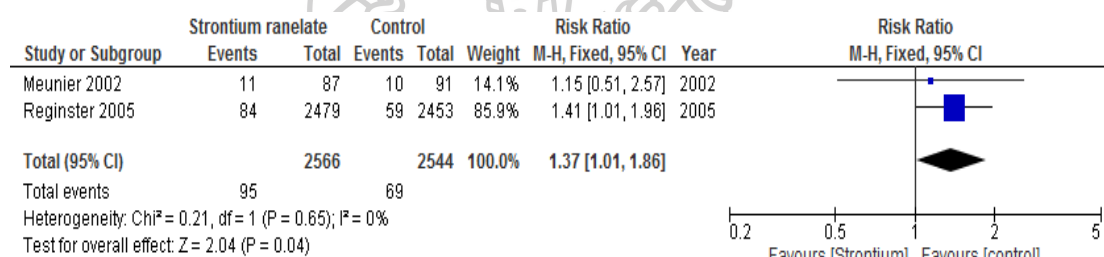 Strontium ranelate Control Risk Ratio Risk Ratio
Study or Subgroup Events Total Events Total Weight M-H, Fixed, 95% CI Year M-H, Fixed, 95% CI
Meunier 2002 11 87 10 91 14.1% 1.15 [0.51, 2.57] 2002
Reginster 2005 84 2479 59 2453 85.9% 1.41 [1.01, 1.96] 2005
Total (95% CI) 2566 2544 100.0% 1.37 [1.01, 1.86]
Total events 95 69
Heterogeneity: Chi² = 0.21, df = 1 (P = 0.65); I² = 0%
Test for overall effect: Z = 2.04 (P = 0.04)
0.2 0.5 1 2 5
Favours [Strontium] Favours [control]